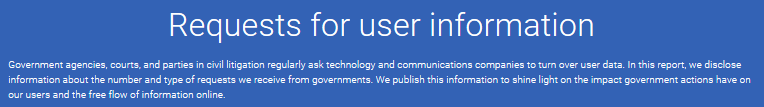 Requests for user information
Government agencies, courts, and parties in civil litigation regularly ask technology and communications companies to turn over user data. In this report, we disclose
information about the number and type of requests we receive from governments. We publish this information to shine light on the impact government actions have on
our users and the free flow of information online.